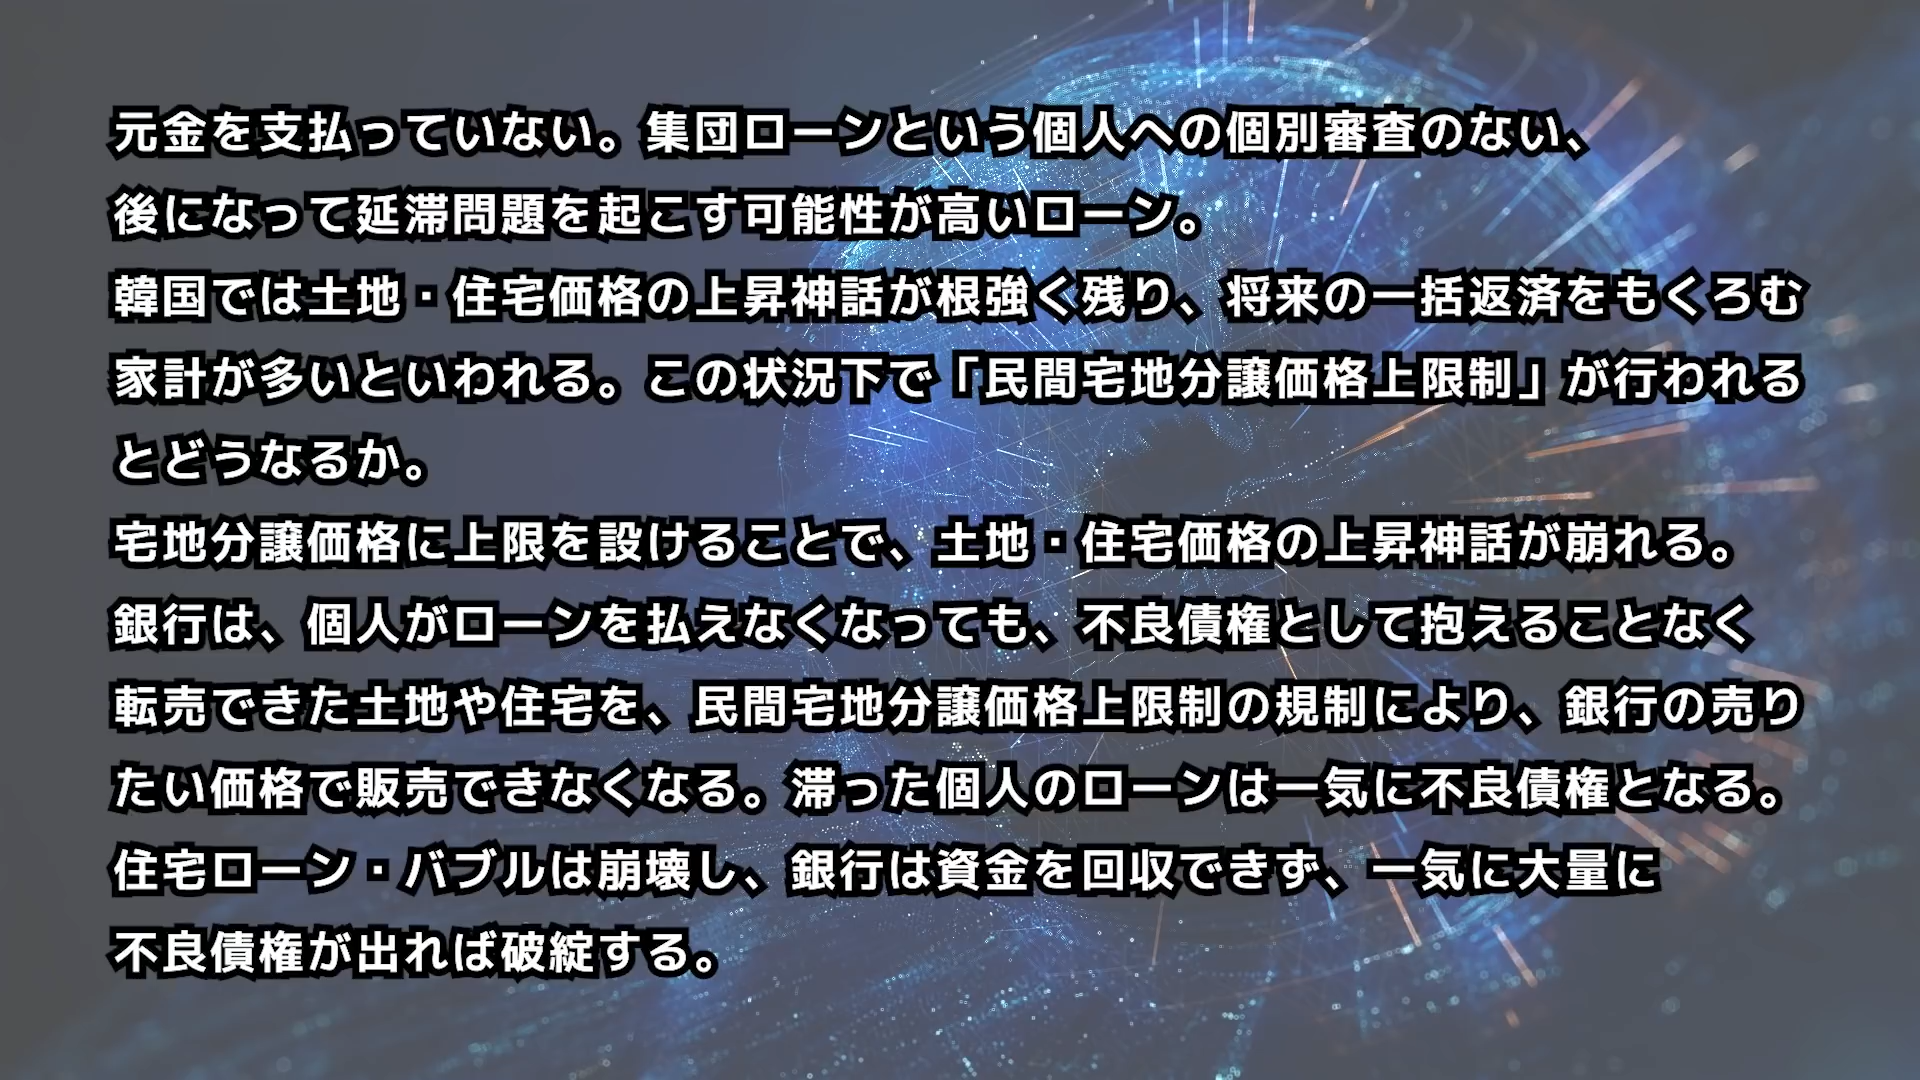 元金を支払っていない。集団ローンという個人への個別審査のない、
後になって延滞問題を起こす可能性が高いローン。
韓国では土地・住宅価格の上昇神話が根強く残り、将来の一括返済をもくろむ
家計が多いといわれる。この状況下で「民間宅地分譲価格上限制」が行われる
とどうなるか。
宅地分譲価格に上限を設けることで、土地・住宅価格の上昇神話が崩れる。
銀行は、個人がローンを払えなくなっても、不良債権として抱えることなく
転売できた土地や住宅を、民間宅地分譲価格上限制の規制により、銀行の売り
たい価格で販売できなくなる。滞った個人のローンは一気に不良債権となる。
住宅ローン・バブルは崩壊し、銀行は資金を回収できず、一気に大量に
不良債権が出れば破綻する。